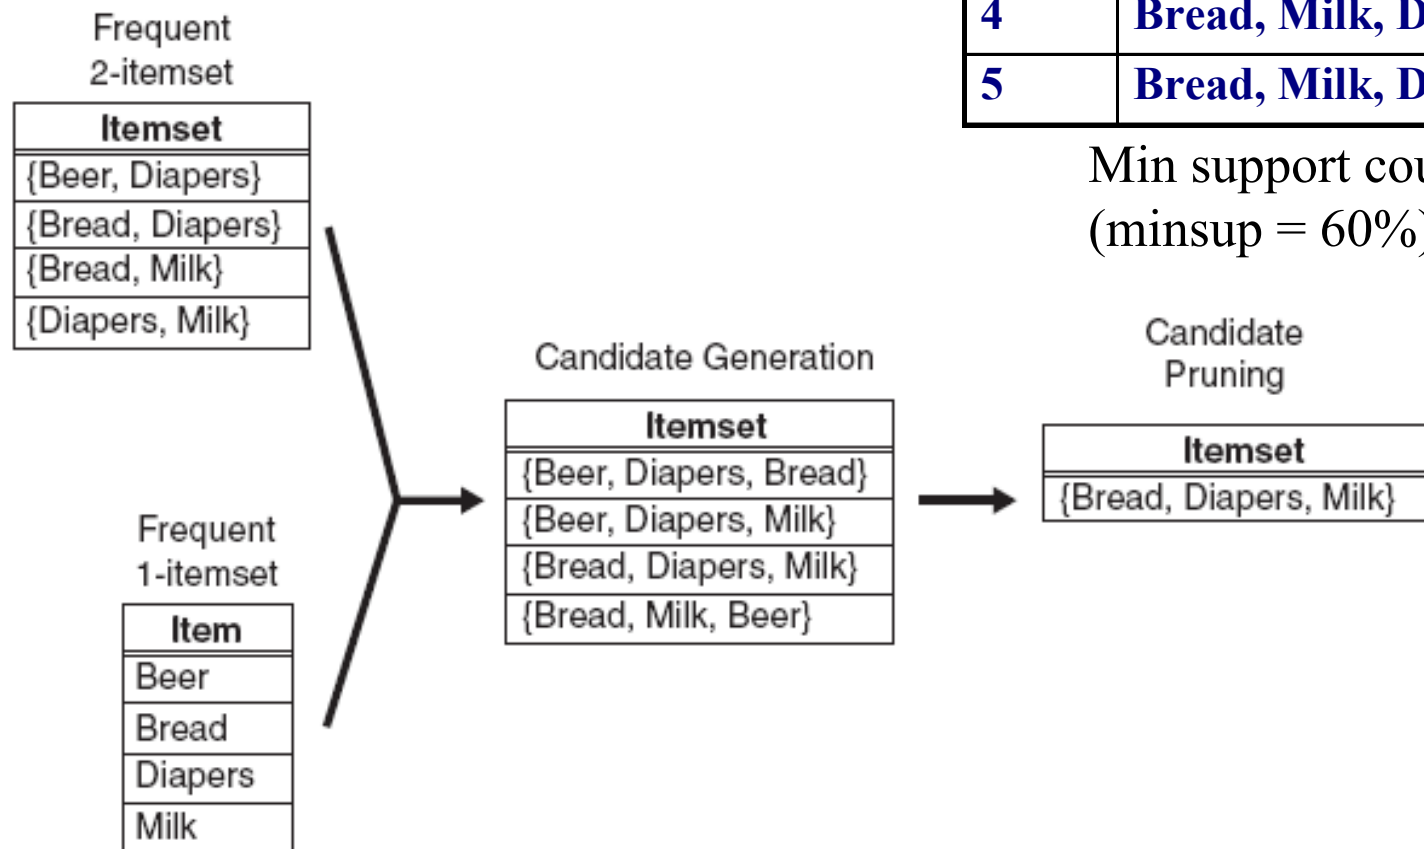 Frequent
2-itemset
Itemset
{Beer, Diapers}
{Bread, Diapers}
{Bread, Milk}
{Diapers, Milk}
4 Bread, Milk,
5 Bread, Milk,
Min support
(minsup = 60%)
Candidate Generation
Itemset
{Beer, Diapers, Bread}
{Beer, Diapers, Milk}
{Bread, Diapers, Milk}
{Bread, Milk, Beer}
Candidate
Pruning
Itemset
{Bread, Diapers, Milk}
Frequent
1-itemset
Item
Beer
Bread
Diapers
Milk